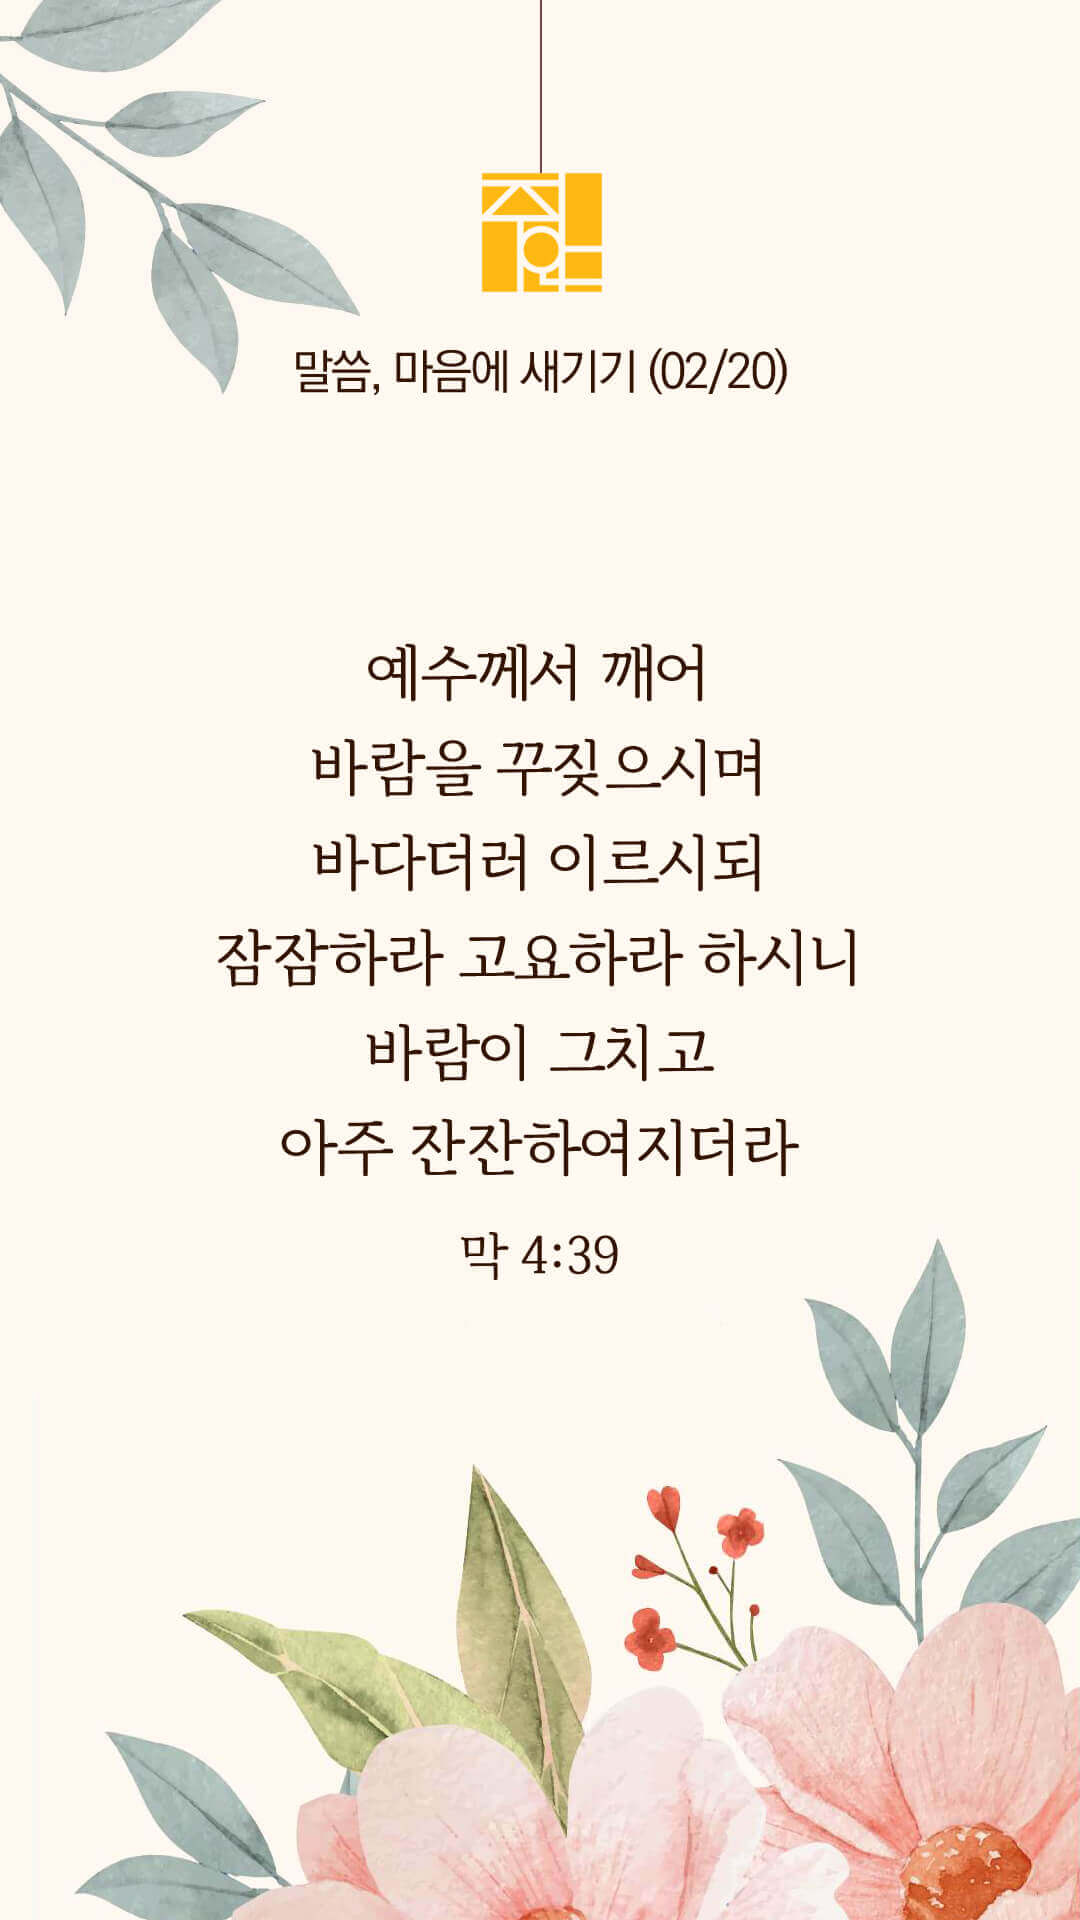 주인
말씀, 마음에 새기기 (02/20)
예수께서 깨어
바람을 꾸짖으시며
바다더러 이르시되
잠잠하라 고요하라 하시니
바람이 그치고
아주 잔잔하여지더라
막 4:39